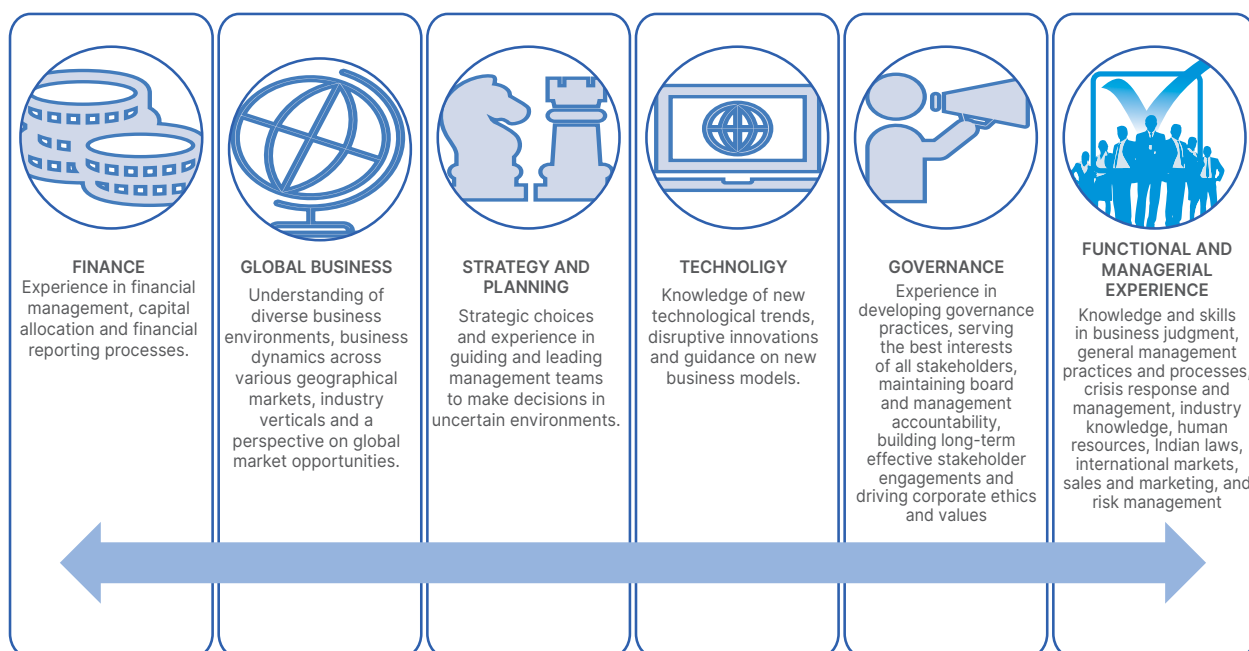 FINANCE
Experience in financial
management, capital
allocation and financial
reporting processes.
GLOBAL BUSINESS
Understanding of
diverse business
environments, business
dynamics across
various geographical
markets, industry
verticals and a
perspective on global
market opportunities.
STRATEGY AND
PLANNING
Strategic choices
and experience in
guiding and leading
management teams
to make decisions in
uncertain environments.
TECHNOLIGY
Knowledge of new
technological trends,
disruptive innovations
and guidance on new
business models.
GOVERNANCE
Experience in
developing governance
practices, serving
the best interests
of all stakeholders,
maintaining board
and management
accountability,
building long-term
effective stakeholder
engagements and
driving corporate ethics
and values
FUNCTIONAL AND
MANAGERIAL
EXPERIENCE
Knowledge and skills
in business judgment,
general management
practices and processes,
crisis response and
management, industry
knowledge, human
resources, Indian laws,
international markets,
sales and marketing, and
risk management